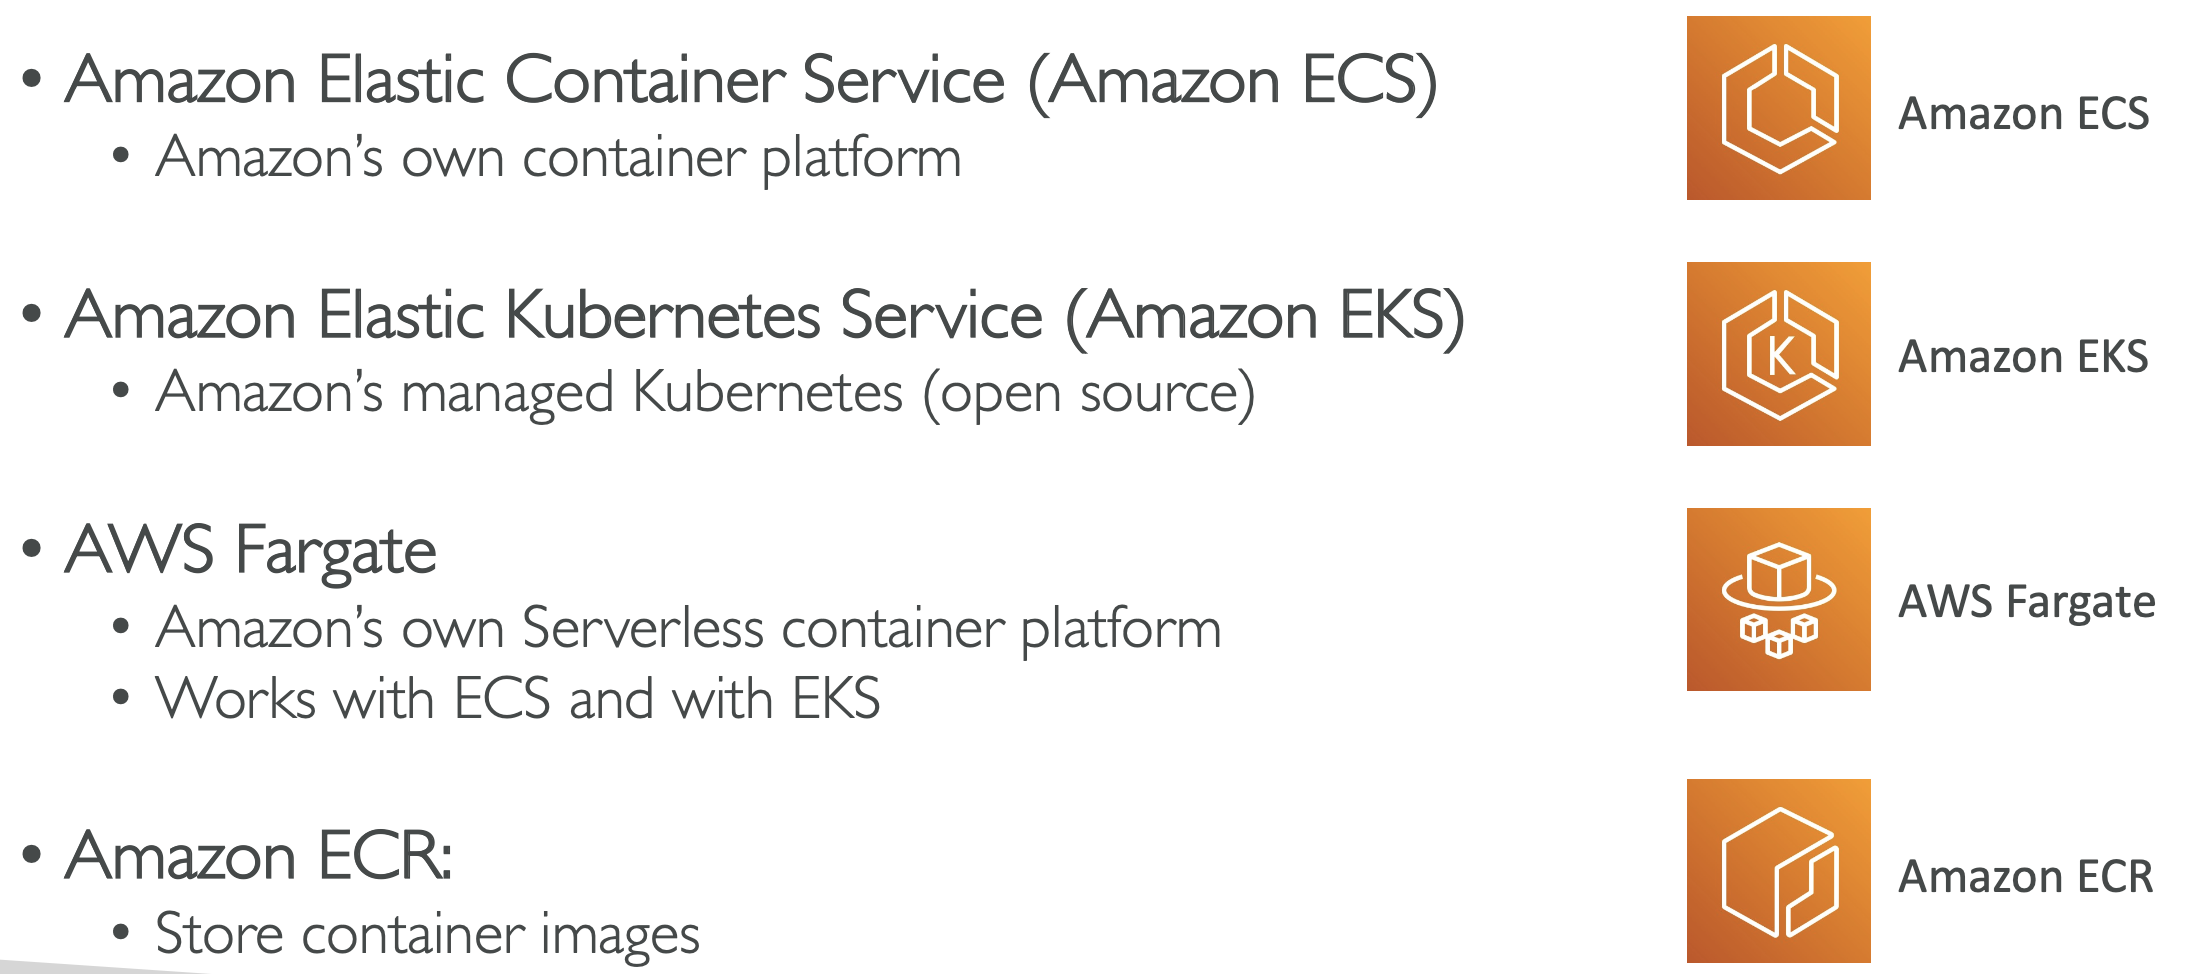 • Amazon Elastic Container Service (Amazon ECS)
• Amazon’s own container platform
Amazon ECS
• Amazon Elastic Kubernetes Service (Amazon EKS)
• Amazon’s managed Kubernetes (open source)
K
Amazon EKS
• AWS Fargate
• Amazon’s own Serverless container platform
• Works with ECS and with EKS
AWS Fargate
• Amazon ECR:
• Store container images
Amazon ECR